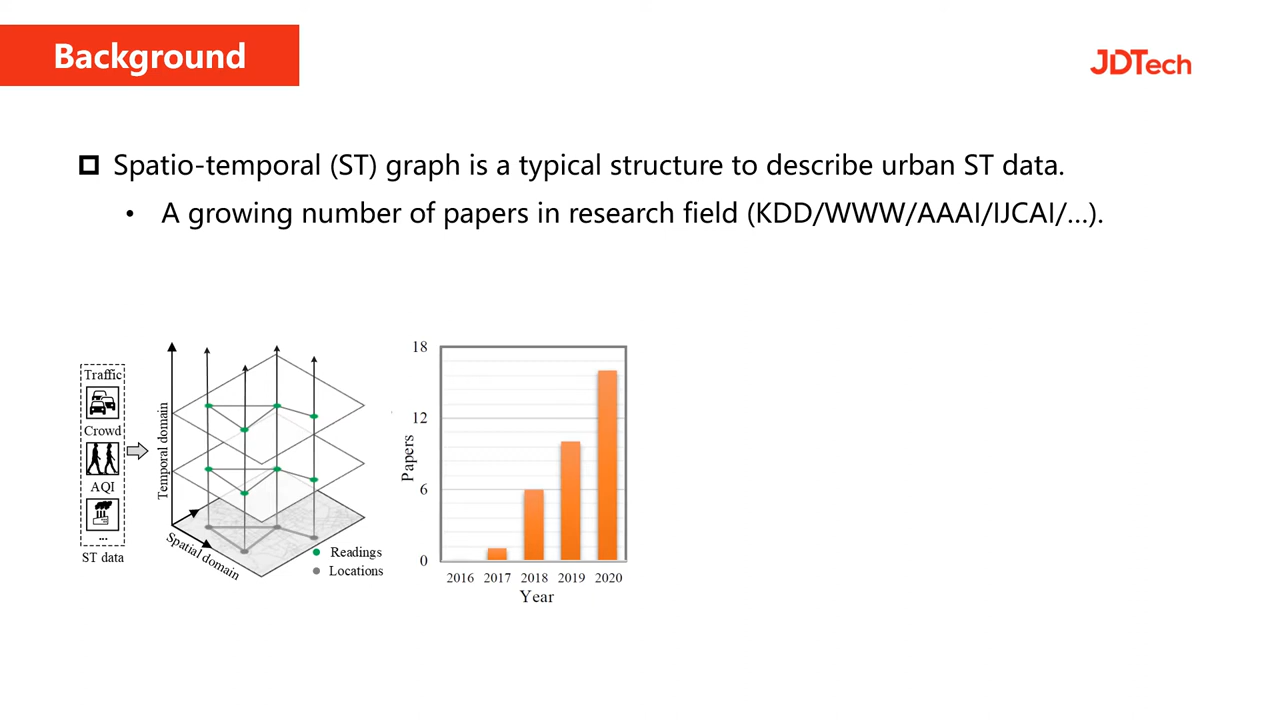 Background
JDTech
Spatio-temporal (ST) graph is a typical structure to describe urban ST data.
• A growing number of papers in research field (KDD/WWW/AAAI/IJCAI/...).
Traffic
Crowd
AQI
...
ST data
Temporal domain
Spatial domain
Readings
Locations
18
12
6
0
Papers
2016 2017 2018 2019 2020
Year